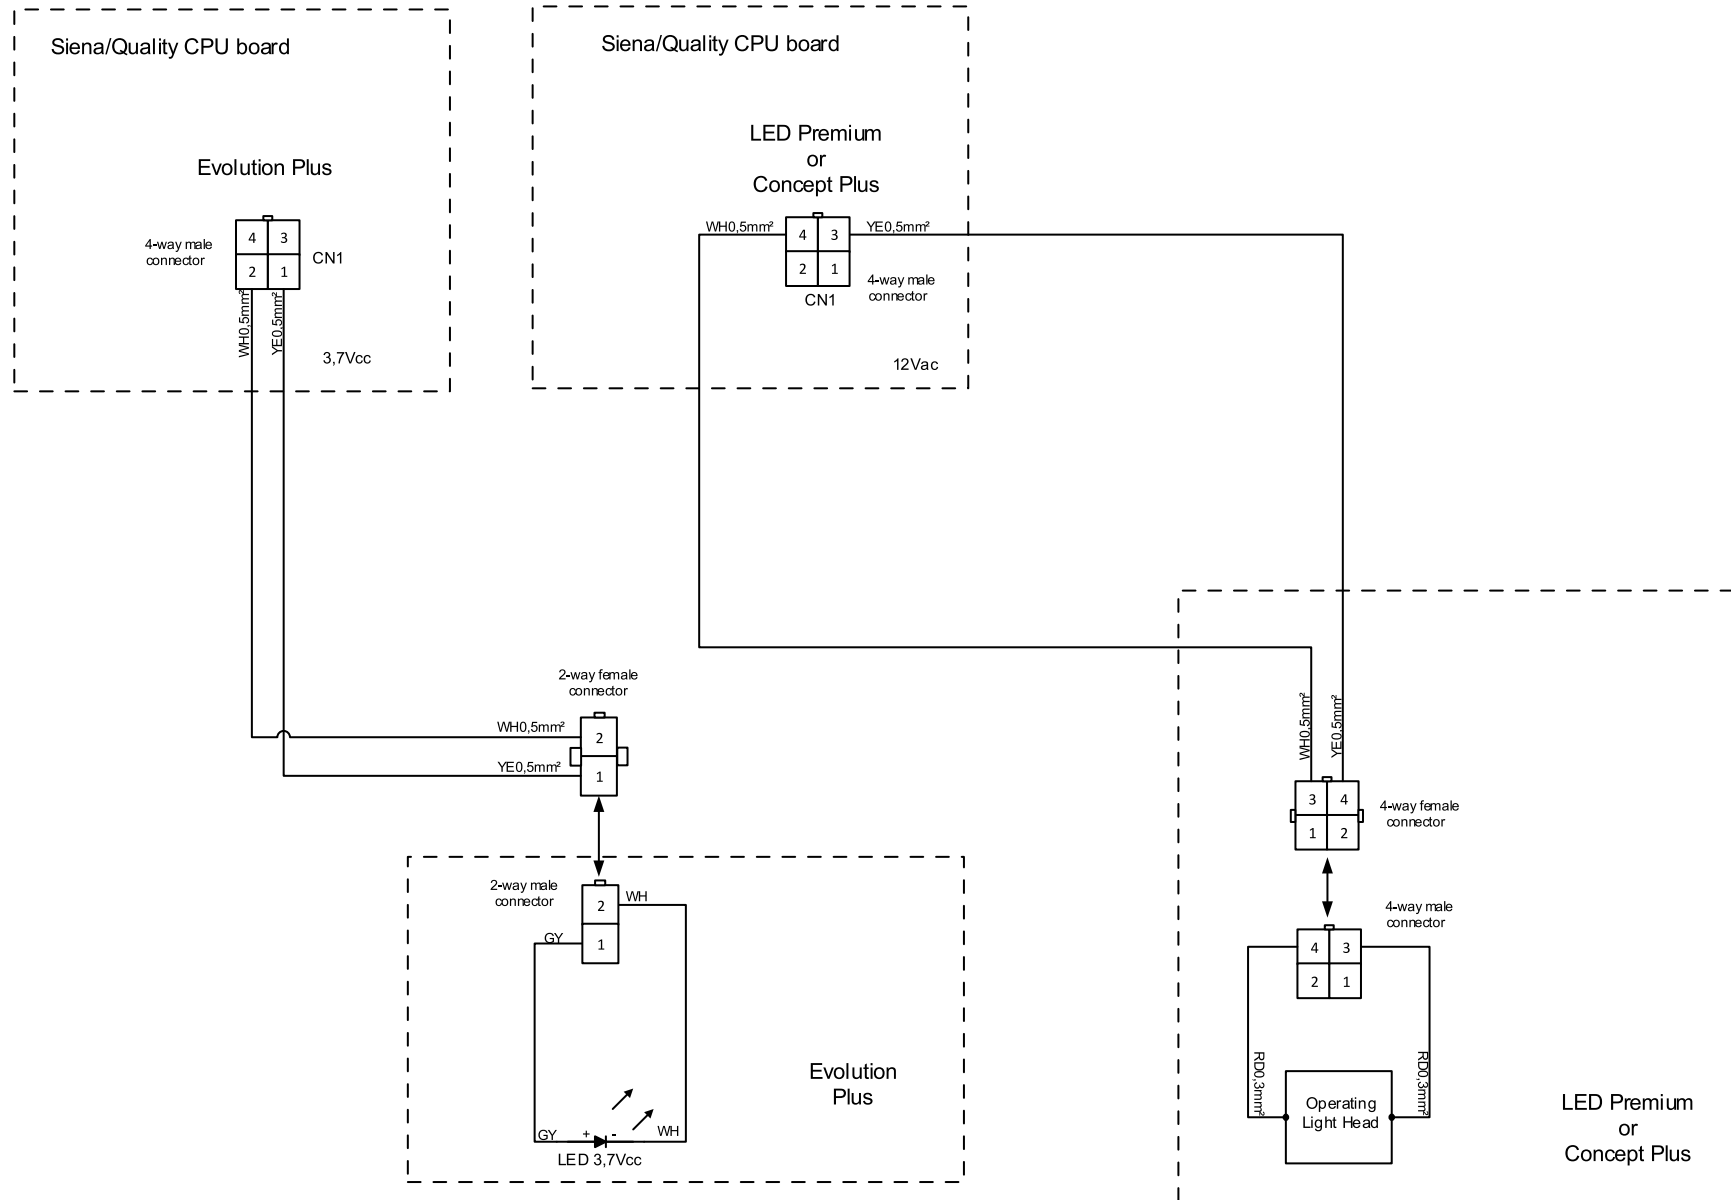 Siena/Quality CPU board
Evolution Plus
4-way male
connector
4 3
2 1
CN1
WH0,5mm²
YE0,5mm²
3,7Vcc
Siena/Quality CPU board
LED Premium
or
Concept Plus
WH0,5mm²
4 3
2 1
YE0,5mm²
4-way male
connector
CN1
12Vac
2-way female
connector
WH0,5mm²
2
YE0,5mm²
1
2-way male
connector
2
WH
GY
1
Evolution
Plus
GY
+
-
WH
LED 3,7Vcc
WH0,5mm²
YE0,5mm²
3 4
1 2
4-way female
connector
4-way male
connector
4 3
2 1
RD0,3mm²
RD0,3mm²
Operating
Light Head
LED Premium
or
Concept Plus